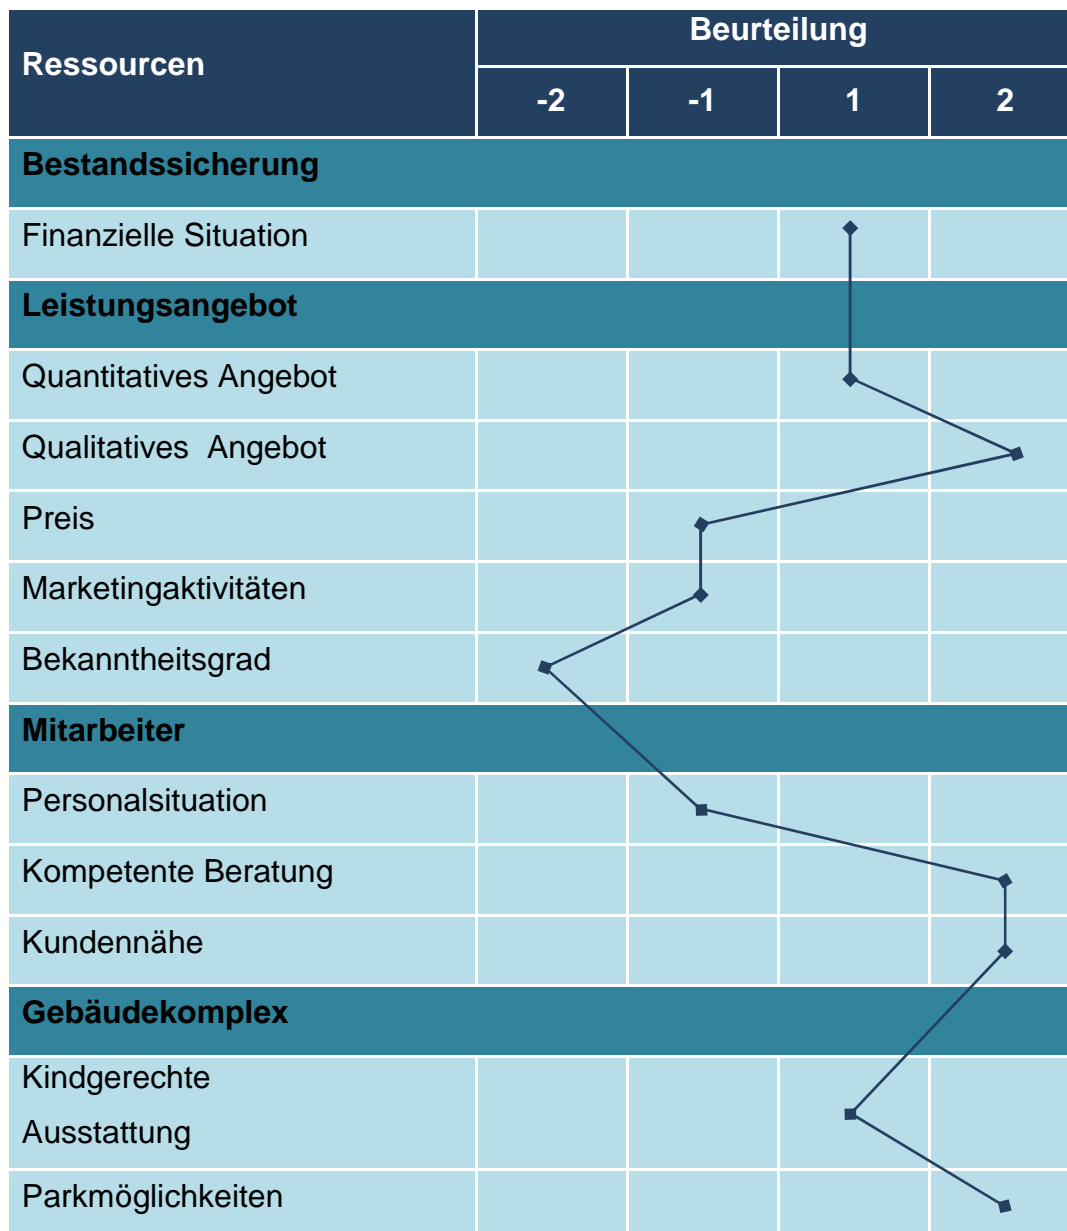 Ressourcen
Beurteilung
-2 -1 1 2
Bestandssicherung
Finanzielle Situation
Leistungsangebot
Quantitatives Angebot
Qualitatives  Angebot
Preis
Marketingaktivitäten
Bekanntheitsgrad
Mitarbeiter
Personalsituation
Kompetente Beratung
Kundennähe
Gebäudekomplex
Kindgerechte
Ausstattung
Parkmöglichkeiten